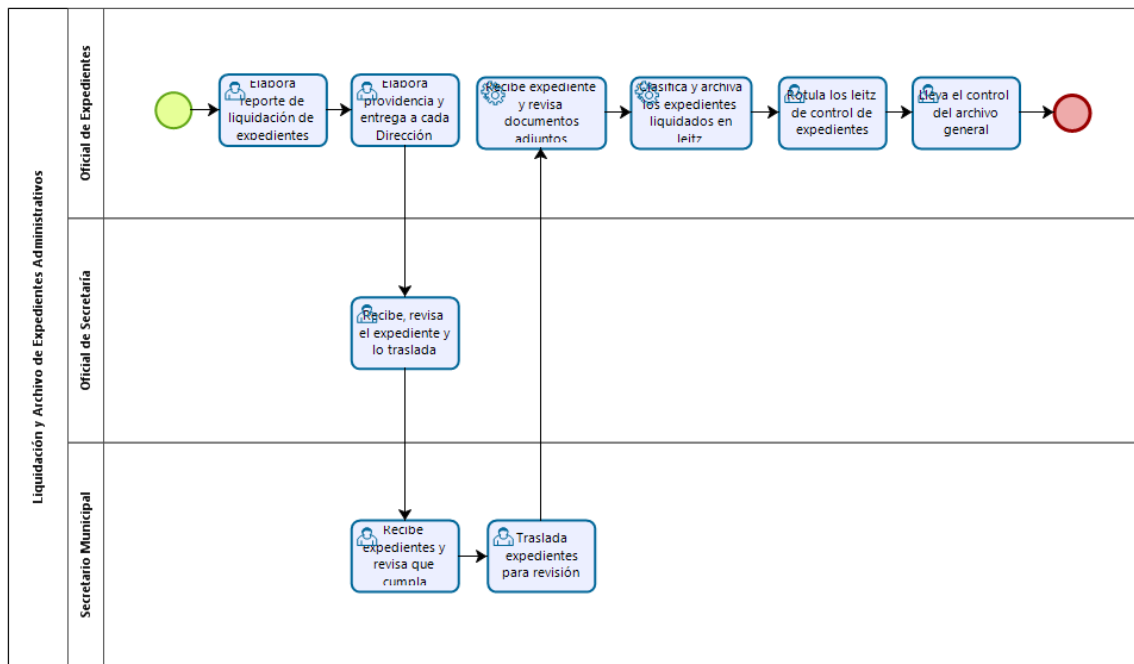 Liquidación y Archivo de Expedientes Administrativos
Oficial de Expedientes
Elabora
reporte de
liquidación de
expedientes
Elabora
providencia y
entrega a cada
Dirección
Recibe expediente
y revisa
documentos
adjuntos
Clasifica y archiva
los expedientes
liquidados en
leitz
Rotula los leitz
de control de
expedientes
Lleva el control
del archivo
general
Oficial de Secretaría
Recibe, revisa
el expediente y
lo traslada
Secretario Municipal
Recibe
expedientes y
revisa que
cumpla
Traslada
expedientes
para revisión